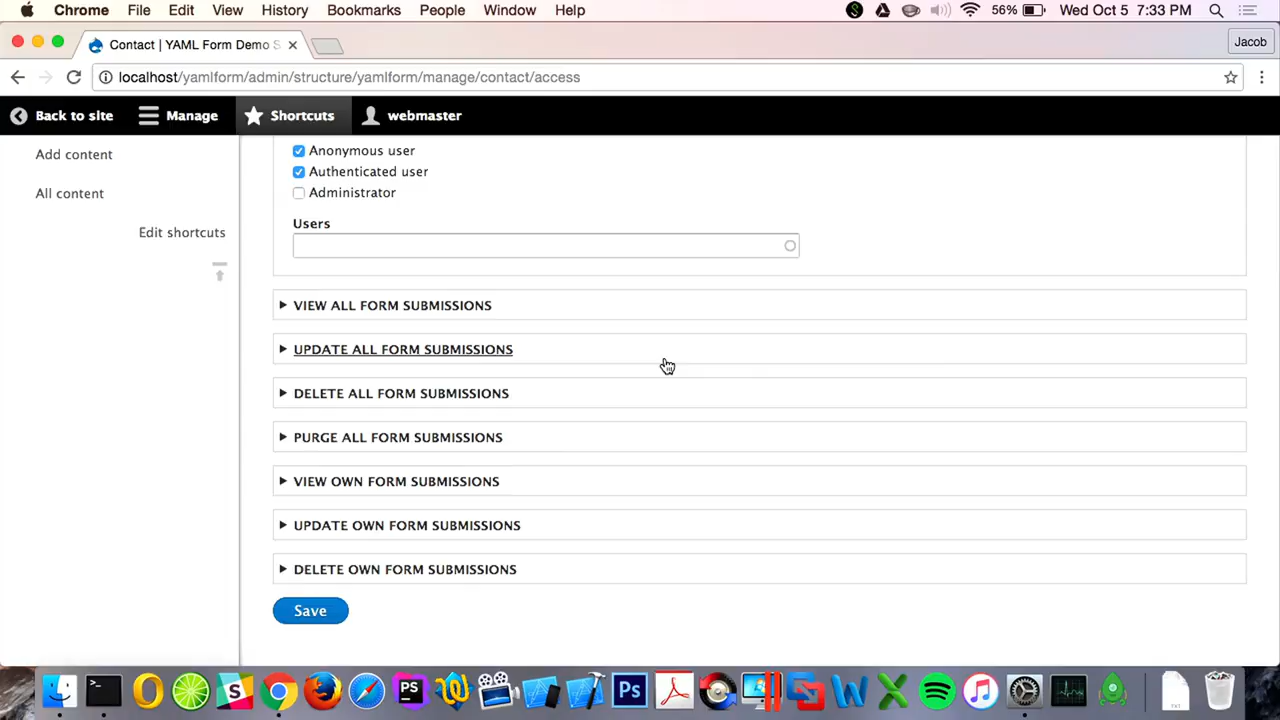 Chrome File Edit View History Bookmarks People Window Help 56% Wed Oct 5 7:33 PM
Contact | YAML Form Demo S
Jacob
localhost/yamlform/admin/structure/yamlform/manage/contact/access
Back to site Manage Shortcuts webmaster
Add content
All content
Edit shortcuts
Anonymous user
Authenticated user
Administrator
Users
VIEW ALL FORM SUBMISSIONS
UPDATE ALL FORM SUBMISSIONS
DELETE ALL FORM SUBMISSIONS
PURGE ALL FORM SUBMISSIONS
VIEW OWN FORM SUBMISSIONS
UPDATE OWN FORM SUBMISSIONS
DELETE OWN FORM SUBMISSIONS
Save
PS Ps